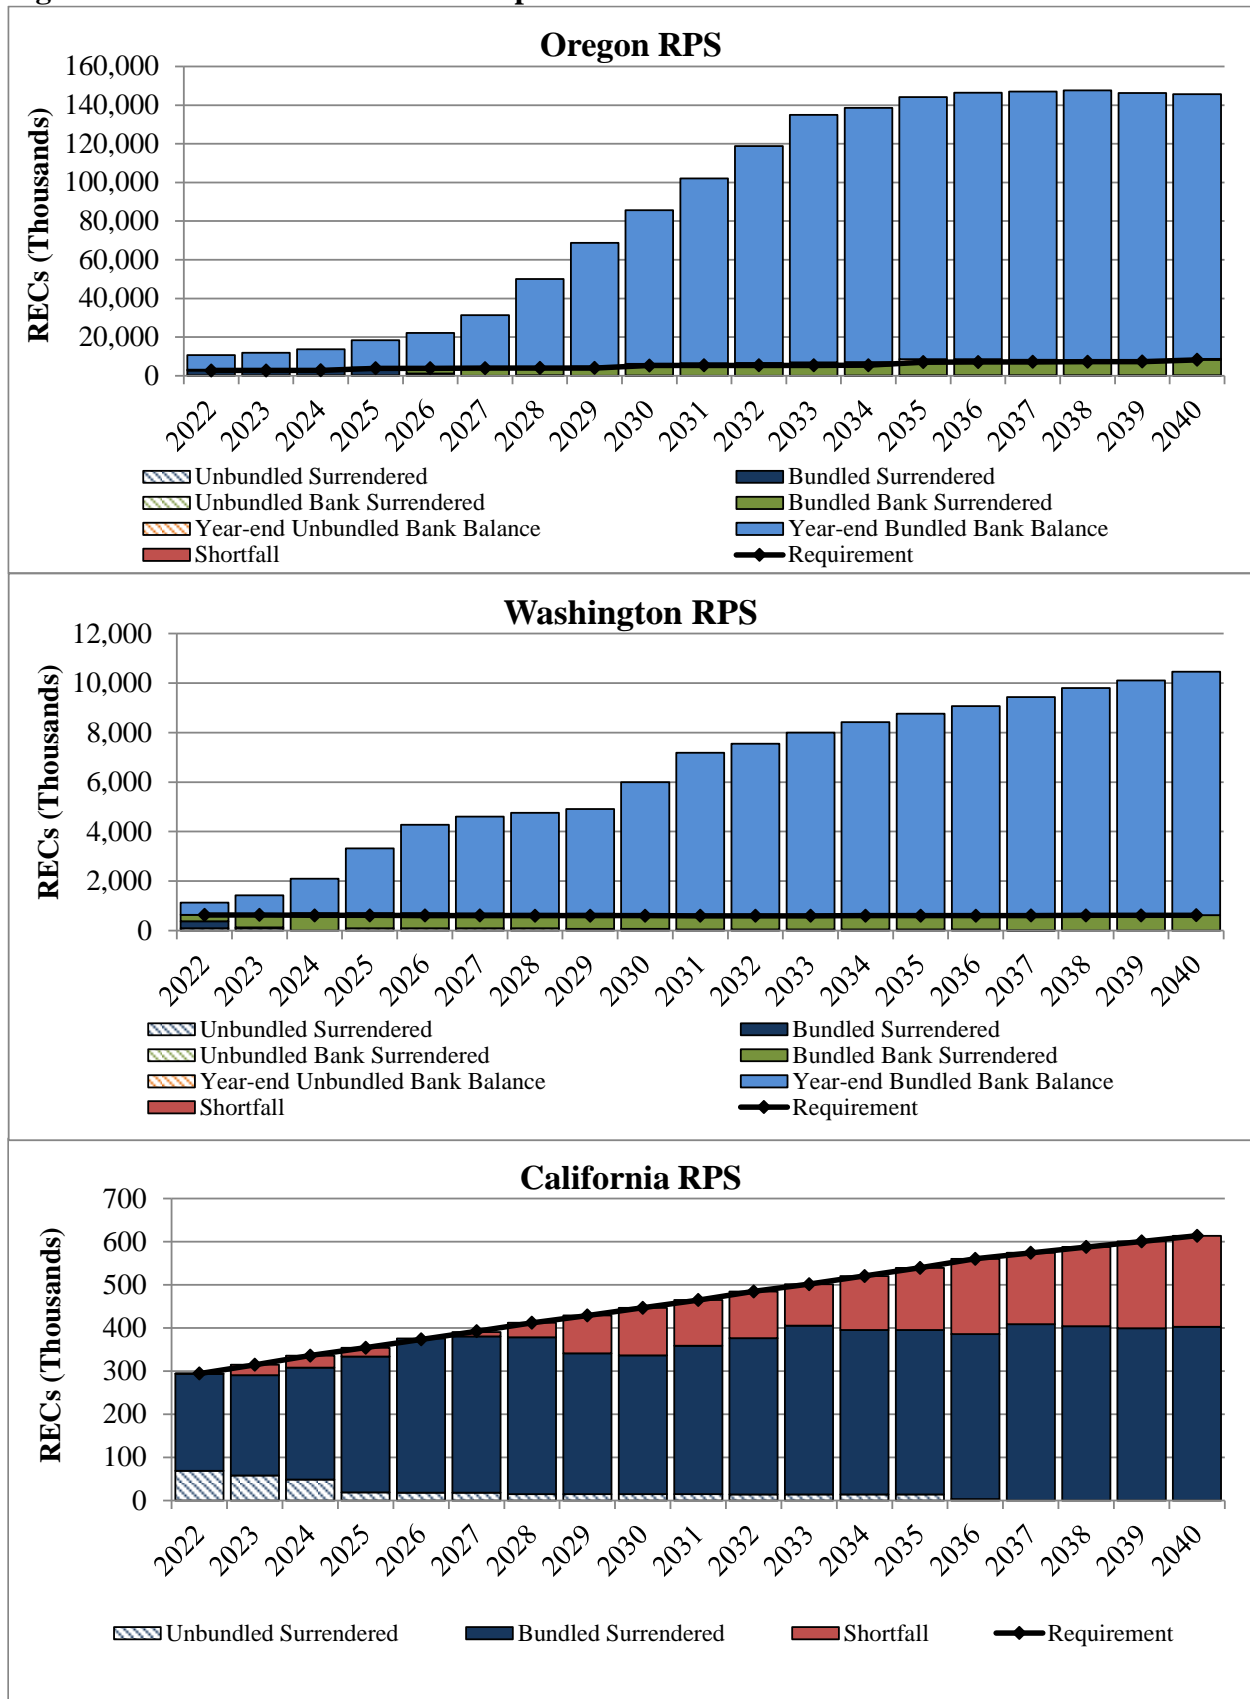 Oregon RPS
160,000
140,000
120,000
100,000
80,000
60,000
40,000
20,000
0
RECs (Thousands)
2022 2023 2024 2025 2026 2027 2028 2029 2030 2031 2032 2033 2034 2035 2036 2037 2038 2039 2040
Unbundled Surrendered Bundled Surrendered
Unbundled Bank Surrendered Bundled Bank Surrendered
Year-end Unbundled Bank Balance Year-end Bundled Bank Balance
Shortfall Requirement
Washington RPS
12,000
10,000
8,000
6,000
4,000
2,000
0
RECs (Thousands)
2022 2023 2024 2025 2026 2027 2028 2029 2030 2031 2032 2033 2034 2035 2036 2037 2038 2039 2040
Unbundled Surrendered Bundled Surrendered
Unbundled Bank Surrendered Bundled Bank Surrendered
Year-end Unbundled Bank Balance Year-end Bundled Bank Balance
Shortfall Requirement
California RPS
700
600
500
400
300
200
100
0
RECs (Thousands)
2022 2023 2024 2025 2026 2027 2028 2029 2030 2031 2032 2033 2034 2035 2036 2037 2038 2039 2040
Unbundled Surrendered Bundled Surrendered Shortfall Requirement